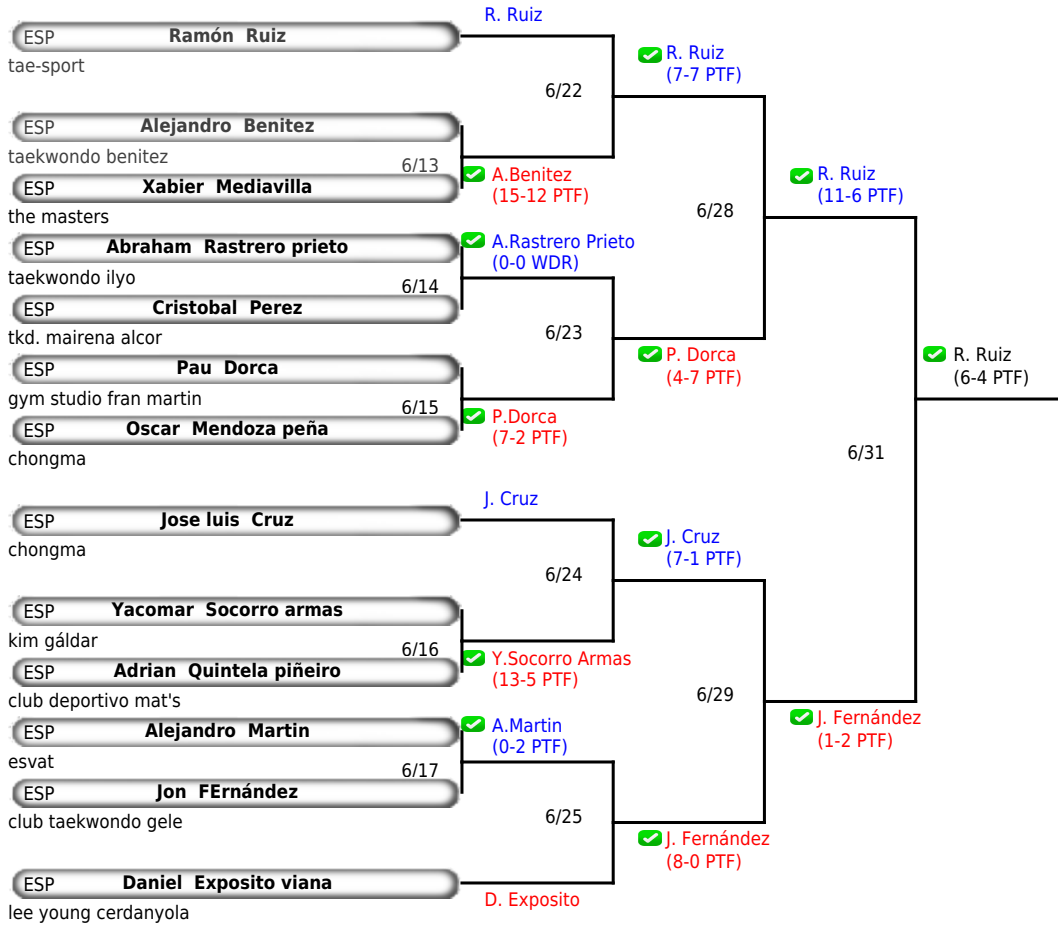 R. Ruiz
ESP Ramón Ruiz
tae-sport
R. Ruiz
(7-7 PTF)
6/22
ESP Alejandro Benitez
taekwondo benitez
6/13
A.Benitez
(15-12 PTF)
ESP Xabier Mediavilla
the masters
R. Ruiz
(11-6 PTF)
6/28
ESP Abraham Rastrero prieto
A.Rastrero Prieto
(0-0 WDR)
taekwondo ilyo
6/14
ESP Cristobal Perez
tkd. mairena alcor
6/23
P. Dorca
(4-7 PTF)
R. Ruiz
(6-4 PTF)
ESP Pau Dorca
gym studio fran martin
6/15
P.Dorca
(7-2 PTF)
ESP Oscar Mendoza peña
chongma
6/31
J. Cruz
ESP Jose luis Cruz
chongma
J. Cruz
(7-1 PTF)
6/24
ESP Yacomar Socorro armas
kim gáldar
6/16
Y.Socorro Armas
(13-5 PTF)
ESP Adrian Quintela piñeiro
club deportivo mat's
6/29
J. Fernández
(1-2 PTF)
ESP Alejandro Martin
A.Martin
(0-2 PTF)
esvat
6/17
ESP Jon FErnández
club taekwondo gele
6/25
J. Fernández
(8-0 PTF)
ESP Daniel Exposito viana
D. Exposito
lee young cerdanyola